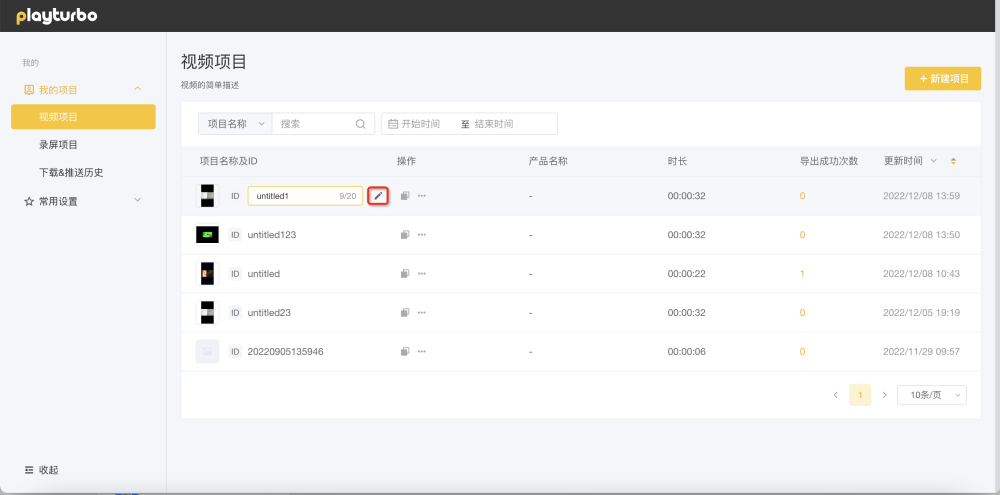 playturbo
我的
我的项目
视频项目
录屏项目
下载&推送历史
常用设置
收起
视频项目
视频的简单描述
+ 新建项目
项目名称 搜索 开始时间 至 结束时间
项目名称及ID 操作 产品名称 时长 导出成功次数 更新时间
ID untitled1 9/20 - 00:00:32 0 2022/12/08 13:59
ID untitled123 - 00:00:32 0 2022/12/08 13:50
ID untitled - 00:00:22 1 2022/12/08 10:43
ID untitled23 - 00:00:32 0 2022/12/05 19:19
ID 20220905135946 - 00:00:06 0 2022/11/29 09:57
1 10条/页